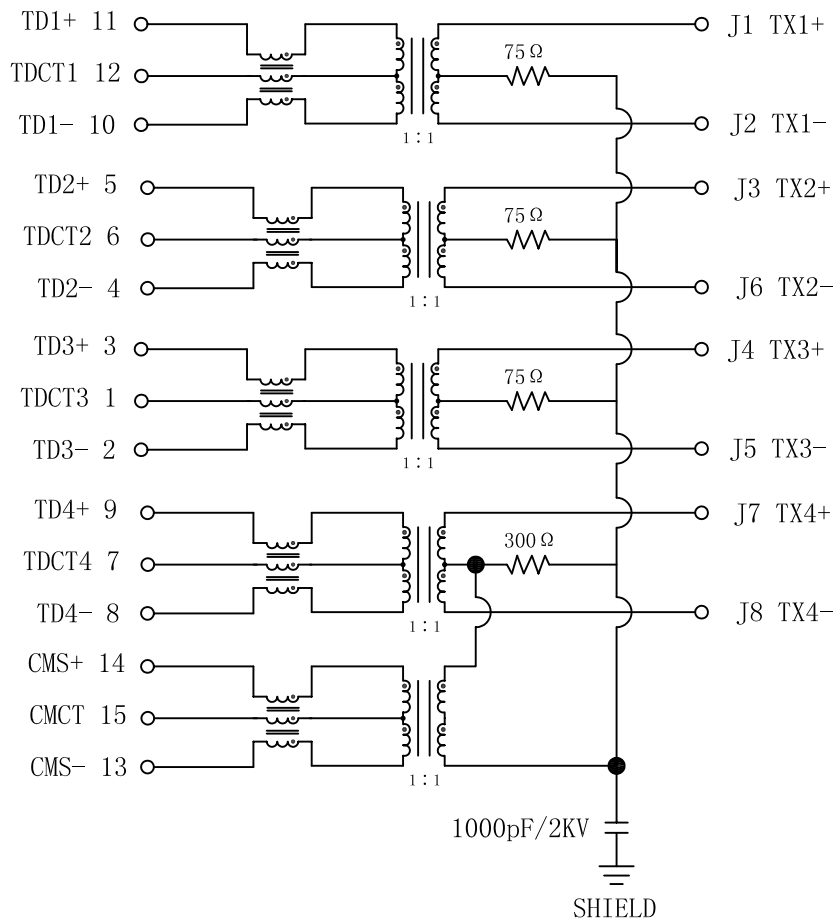 TD1+ 11
J1 TX1+
75Ω
TDCT1 12
TD1- 10
J2 TX1-
1:1
TD2+ 5
J3 TX2+
75Ω
TDCT2 6
TD2- 4
J6 TX2-
1:1
TD3+ 3
J4 TX3+
75Ω
TDCT3 1
TD3- 2
J5 TX3-
1:1
TD4+ 9
J7 TX4+
300Ω
TDCT4 7
TD4- 8
J8 TX4-
1:1
CMS+ 14
CMCT 15
CMS- 13
1:1
1000pF/2KV
SHIELD